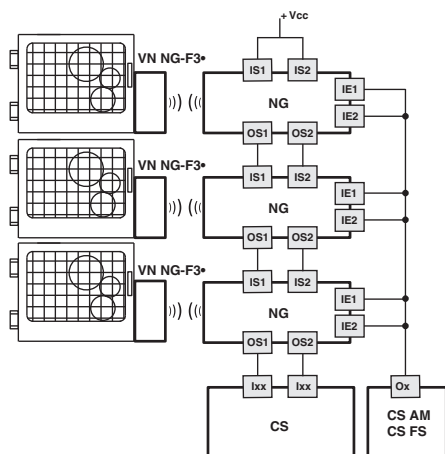 + Vcc
VN NG-F3•
IS1 IS2
IE1
NG
IE2
OS1 OS2
VN NG-F3•
IS1 IS2
IE1
NG
IE2
OS1 OS2
VN NG-F3•
IS1 IS2
IE1
NG
IE2
OS1 OS2
Ixx Ixx
Ox
CS
CS AM
CS FS